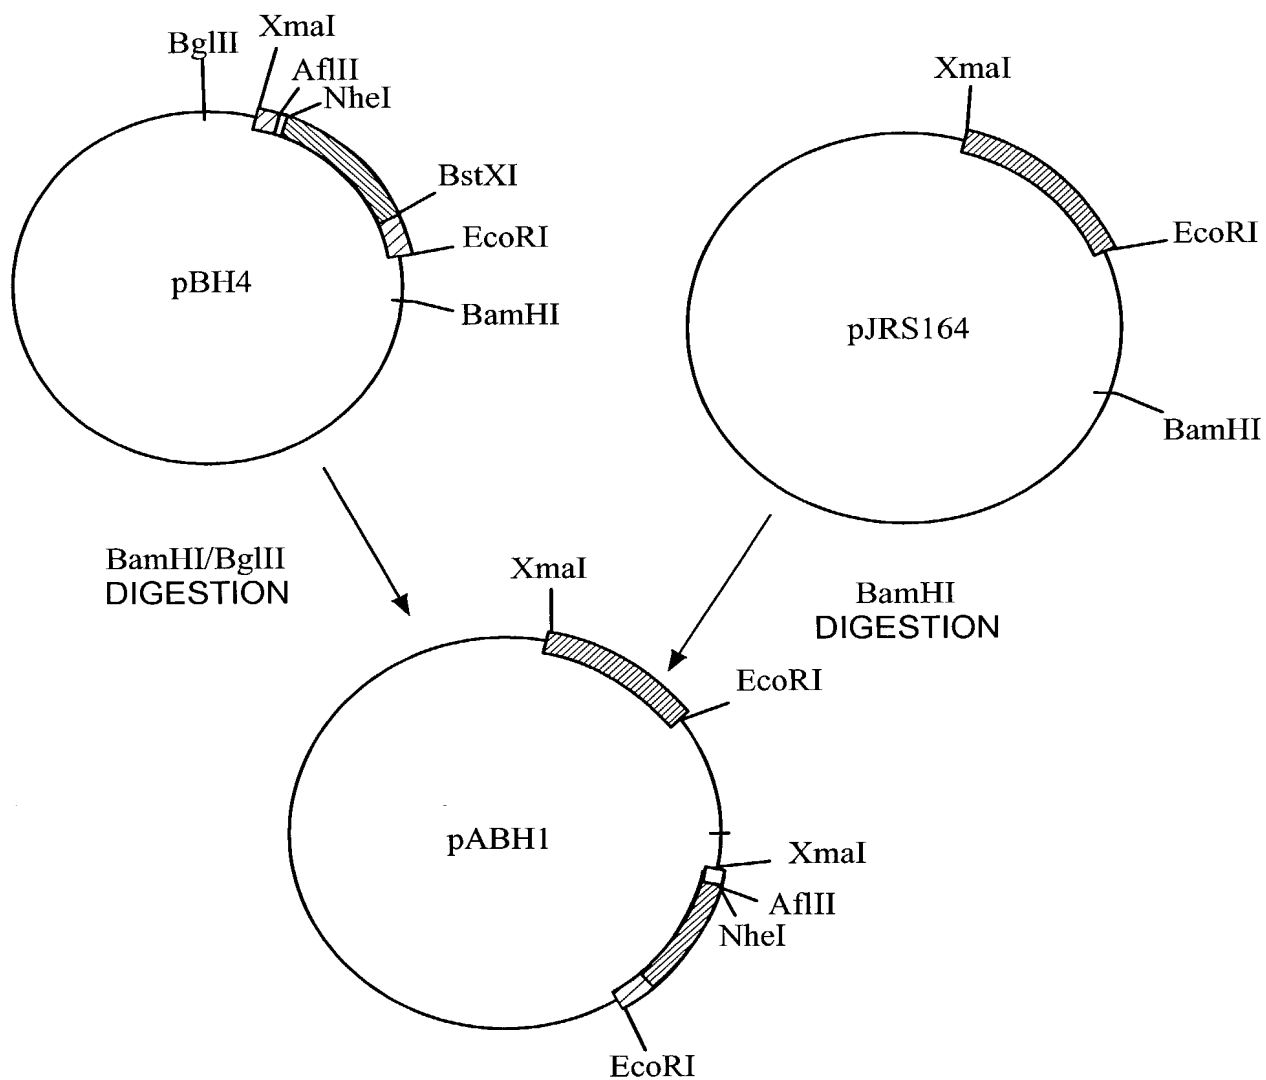 BglII
XmaI
AflII
NheI
BstXI
EcoRI
pBH4
BamHI
XmaI
EcoRI
pJRS164
BamHI
BamHI/BglII
DIGESTION
BamHI
DIGESTION
XmaI
EcoRI
pABH1
XmaI
AflII
NheI
EcoRI